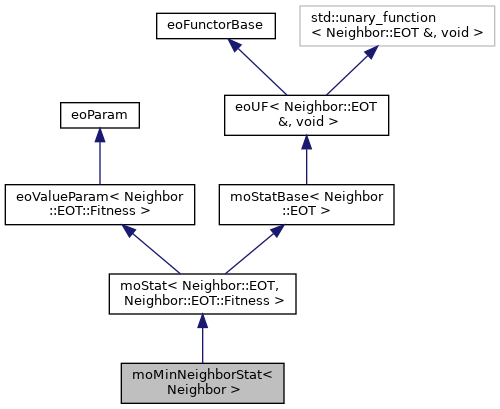 eoFunctorBase
std::unary_function
< Neighbor::EOT &, void >
eoParam
eoUF< Neighbor::EOT
&, void >
eoValueParam< Neighbor
::EOT::Fitness >
moStatBase< Neighbor
::EOT >
moStat< Neighbor::EOT,
Neighbor::EOT::Fitness >
moMinNeighborStat<
Neighbor >